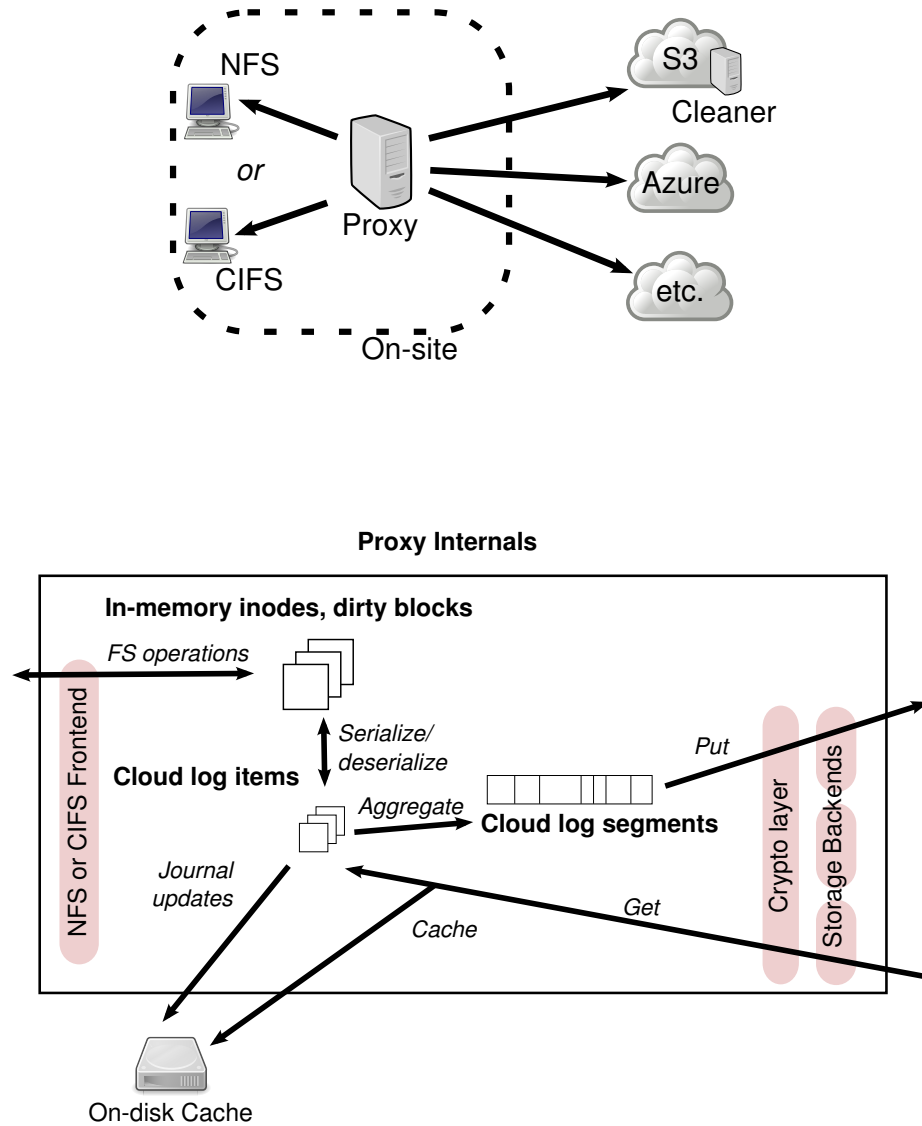 NFS
or
CIFS
Proxy
On-site
S3
Cleaner
Azure
etc.
Proxy Internals
In-memory inodes, dirty blocks
FS operations
NFS or CIFS Frontend
Serialize/
deserialize
Cloud log items
Aggregate
Cloud log segments
Put
Crypto layer
Storage Backends
Journal
updates
Cache
Get
On-disk Cache